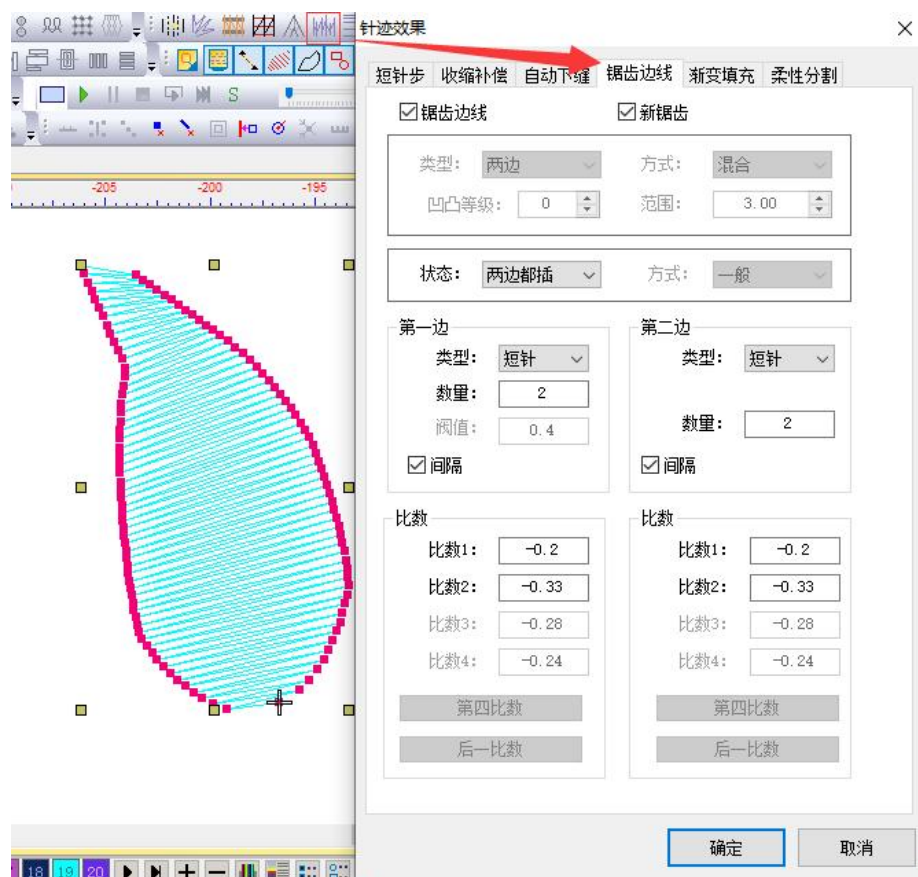 针迹效果
短针步 收缩补偿 自动下缝 锯齿边线 渐变填充 柔性分割
锯齿边线 新锯齿
类型： 两边 方式： 混合
凹凸等级： 0 范围： 3.00
S
-205 -200 -195
状态： 两边都插 方式： 一般
第一边 第二边
类型： 短针 类型： 短针
数量： 2
阀值： 0.4 数量： 2
间隔 间隔
比数 比数
比数1： -0.2 比数1： -0.2
比数2： -0.33 比数2： -0.33
比数3： -0.28 比数3： -0.28
比数4： -0.24 比数4： -0.24
第四比数 第四比数
后一比数 后一比数
确定 取消
18 19 20